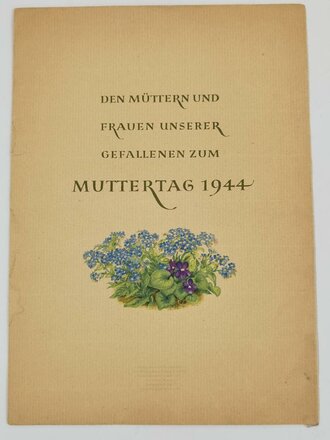 DEN MÜTTERN UND
FRAUEN UNSERER
GEFALLENEN ZUM
MUTTERTAG 1944